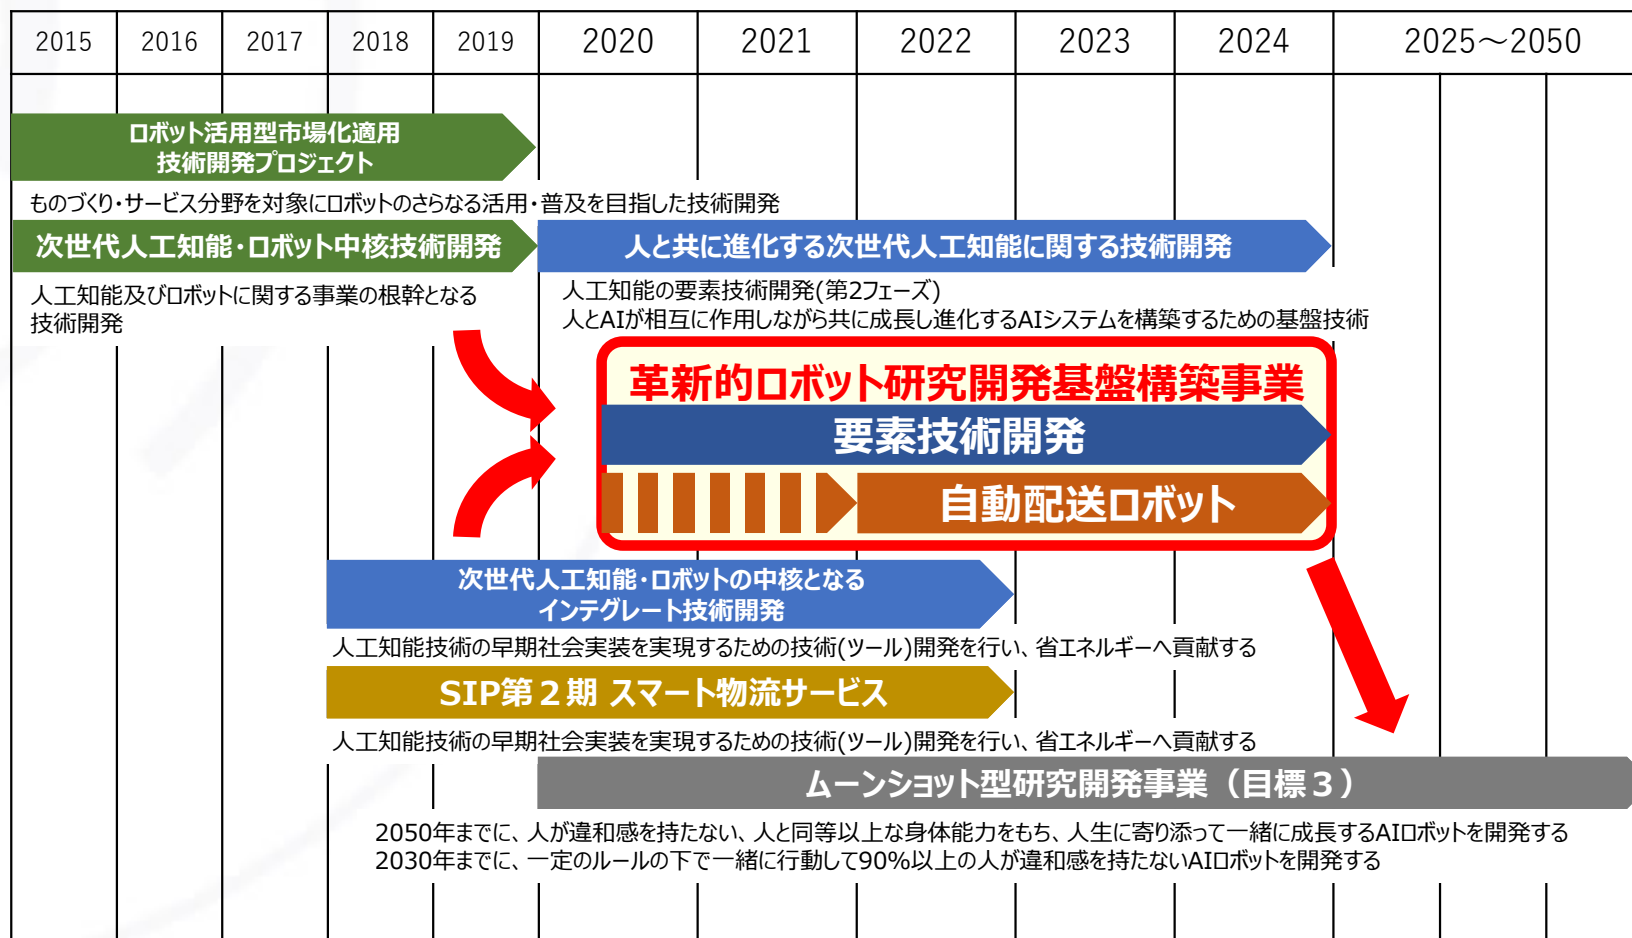 2015 2016 2017 2018 2019 2020 2021 2022 2023 2024 2025～2050
ロボット活用型市場化適用
技術開発プロジェクト
ものづくり・サービス分野を対象にロボットのさらなる活用・普及を目指した技術開発
次世代人工知能・ロボット中核技術開発
人と共に進化する次世代人工知能に関する技術開発
人工知能及びロボットに関する事業の根幹となる
技術開発
人工知能の要素技術開発(第2フェーズ)
人とAIが相互に作用しながら共に成長し進化するAIシステムを構築するための基盤技術
革新的ロボット研究開発基盤構築事業
要素技術開発
自動配送ロボット
次世代人工知能・ロボットの中核となる
インテグレート技術開発
人工知能技術の早期社会実装を実現するための技術(ツール)開発を行い、省エネルギーへ貢献する
SIP第２期 スマート物流サービス
人工知能技術の早期社会実装を実現するための技術(ツール)開発を行い、省エネルギーへ貢献する
ムーンショット型研究開発事業（目標３）
2050年までに、人が違和感を持たない、人と同等以上な身体能力をもち、人生に寄り添って一緒に成長するAIロボットを開発する
2030年までに、一定のルールの下で一緒に行動して90%以上の人が違和感を持たないAIロボットを開発する